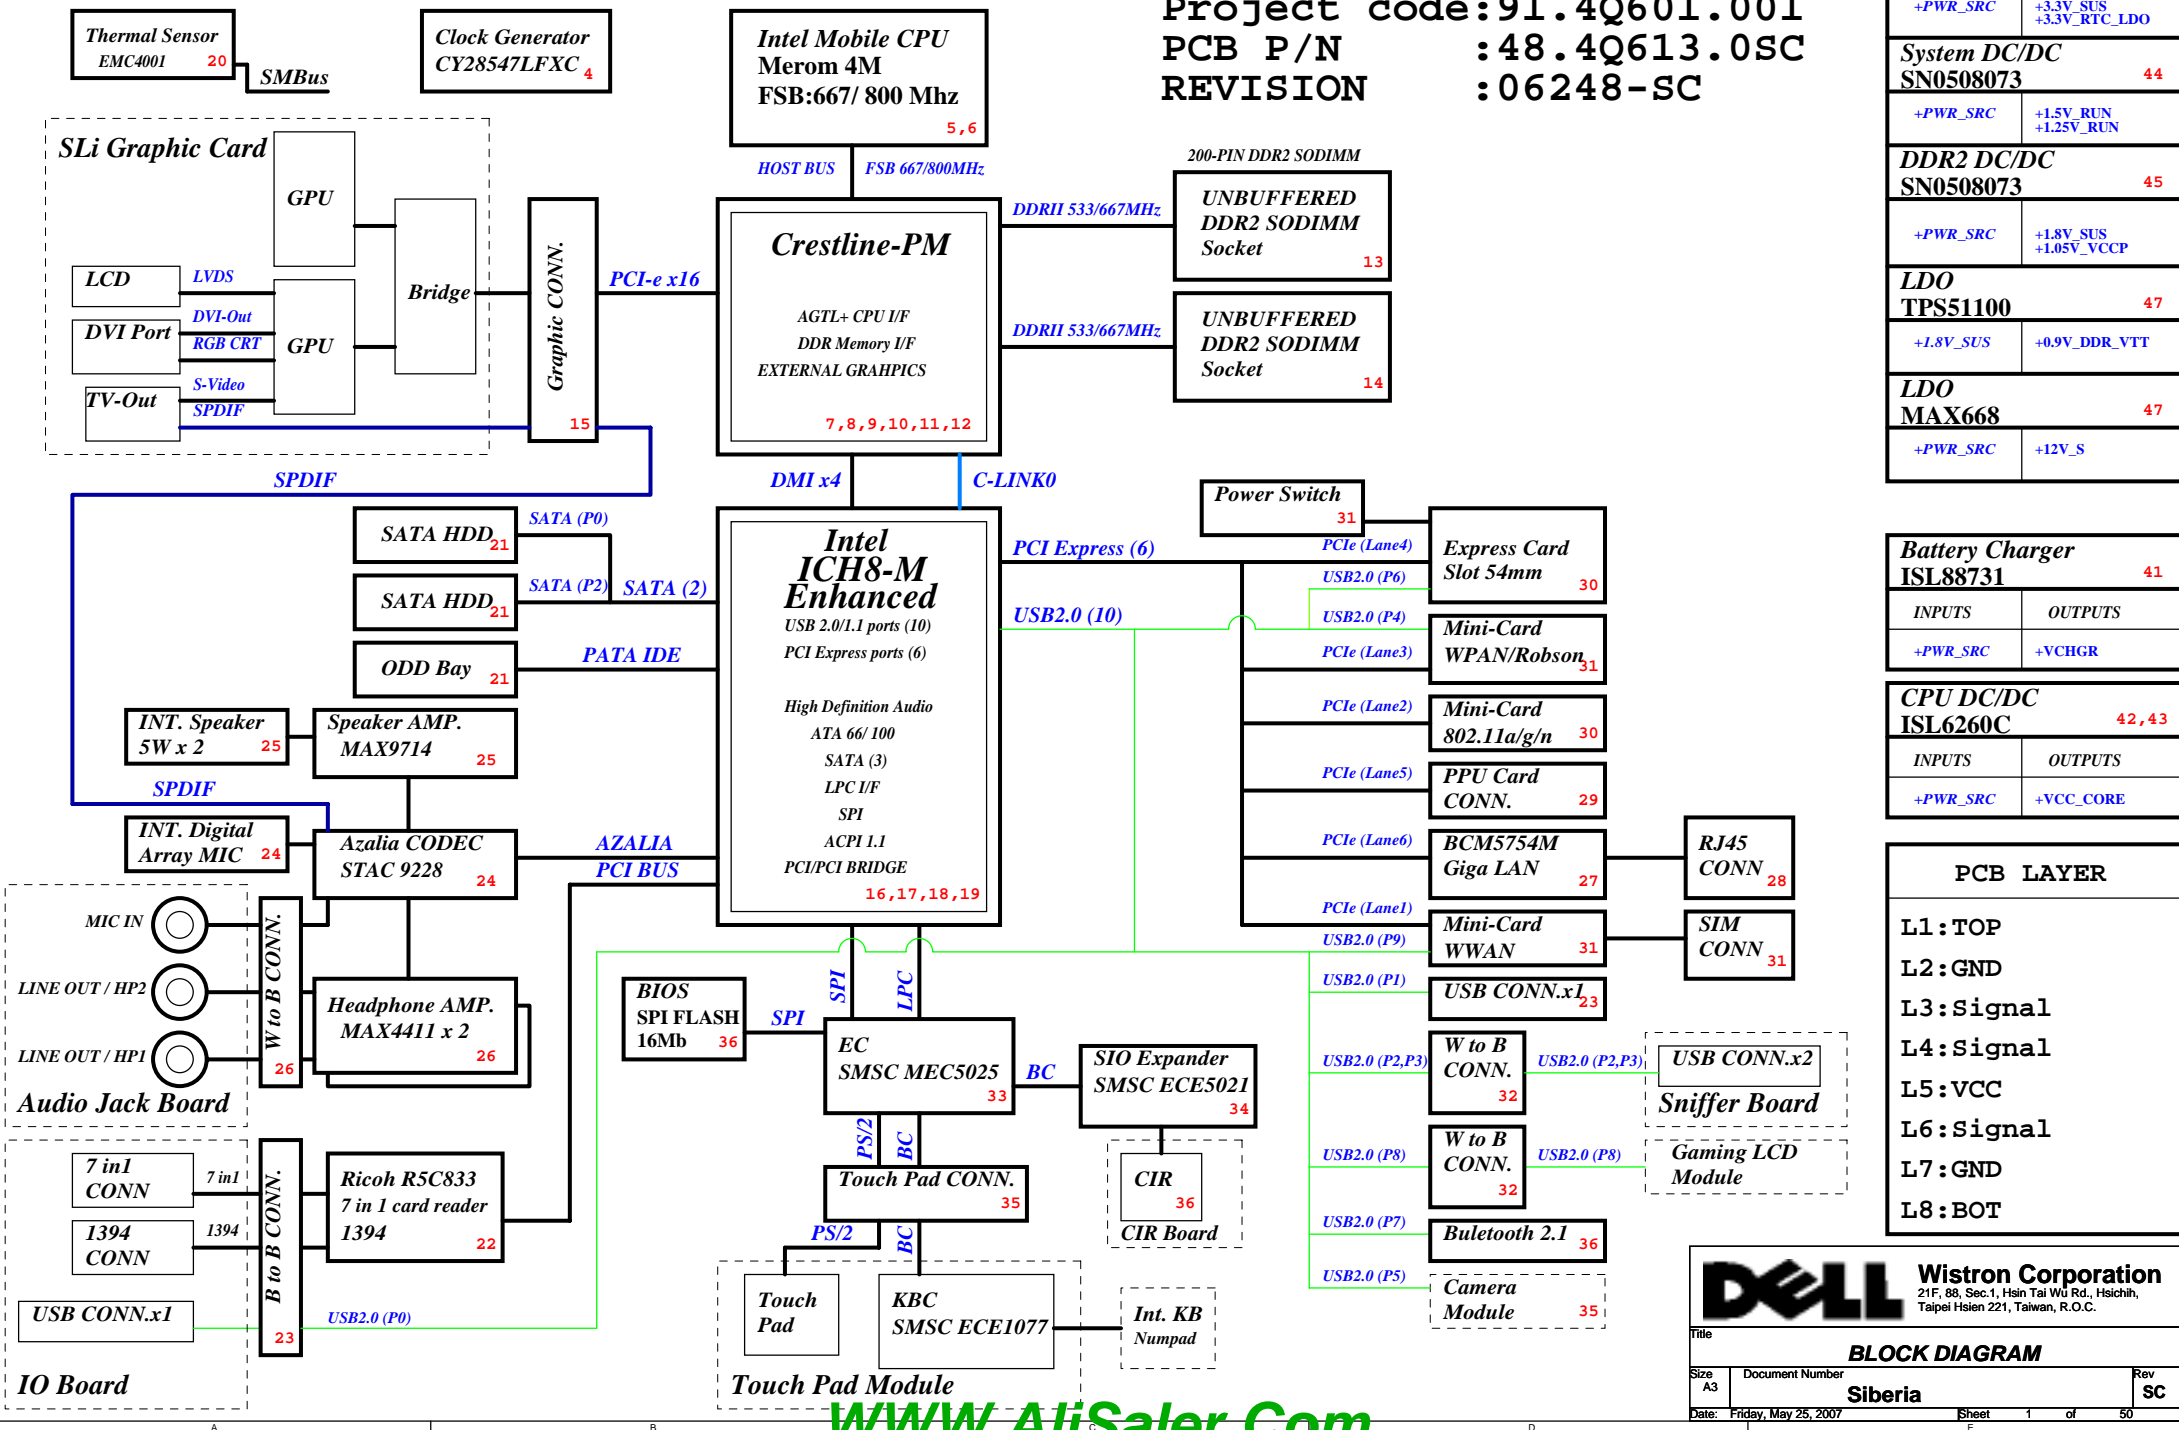 Project code:91.4Q601.001
PCB P/N :48.4Q613.0SC
REVISION :06248-SC
Thermal Sensor
EMC4001 20
SMBus
Clock Generator
CY28547LFXC 4
Intel Mobile CPU
Merom 4M
FSB:667/ 800 Mhz
5,6
HOST BUS FSB 667/800MHz
SLi Graphic Card
GPU
LCD
LVDS
DVI Port
DVI-Out
RGB CRT
GPU
TV-Out
S-Video
SPDIF
Bridge
Graphic CONN.
15
PCI-e x16
Crestline-PM
AGTL+ CPU I/F
DDR Memory I/F
EXTERNAL GRAHPICS
7,8,9,10,11,12
200-PIN DDR2 SODIMM
DDRII 533/667MHz
UNBUFFERED
DDR2 SODIMM
Socket
13
DDRII 533/667MHz
UNBUFFERED
DDR2 SODIMM
Socket
14
SPDIF
DMI x4
C-LINK0
SATA HDD 21
SATA (P0)
SATA HDD 21
SATA (P2)
SATA (2)
ODD Bay 21
PATA IDE
Intel
ICH8-M
Enhanced
USB 2.0/1.1 ports (10)
PCI Express ports (6)
High Definition Audio
ATA 66/ 100
SATA (3)
LPC I/F
SPI
ACPI 1.1
PCI/PCI BRIDGE
16,17,18,19
INT. Speaker
5W x 2 25
Speaker AMP.
MAX9714
25
SPDIF
INT. Digital
Array MIC 24
Azalia CODEC
STAC 9228
24
AZALIA
PCI BUS
MIC IN
LINE OUT / HP2
LINE OUT / HP1
W to B CONN.
26
Headphone AMP.
MAX4411 x 2
26
Audio Jack Board
7 in1
CONN
7 in1
1394
CONN
1394
USB CONN.x1
B to B CONN.
23
Ricoh R5C833
7 in 1 card reader
1394
22
USB2.0 (P0)
IO Board
PCI Express (6)
USB2.0 (10)
Power Switch
31
PCIe (Lane4)
USB2.0 (P6)
Express Card
Slot 54mm
30
USB2.0 (P4)
PCIe (Lane3)
Mini-Card
WPAN/Robson
31
PCIe (Lane2)
Mini-Card
802.11a/g/n 30
PCIe (Lane5)
PPU Card
CONN. 29
PCIe (Lane6)
BCM5754M
Giga LAN
27
RJ45
CONN
28
PCIe (Lane1)
USB2.0 (P9)
Mini-Card
WWAN 31
SIM
CONN
31
USB2.0 (P1)
USB CONN.x1
23
USB2.0 (P2,P3)
W to B
CONN.
32
USB2.0 (P2,P3)
USB CONN.x2
Sniffer Board
USB2.0 (P8)
W to B
CONN.
32
USB2.0 (P8)
Gaming LCD
Module
USB2.0 (P7)
Buletooth 2.1 36
USB2.0 (P5)
Camera
Module 35
BIOS
SPI FLASH
16Mb 36
SPI
SPI
LPC
EC
SMSC MEC5025
33
BC
SIO Expander
SMSC ECE5021
34
CIR
36
CIR Board
PS/2
BC
Touch Pad CONN.
35
PS/2
BC
Touch
Pad
KBC
SMSC ECE1077
Int. KB
Numpad
Touch Pad Module
+PWR_SRC
+3.3V_SUS
+3.3V_RTC_LDO
System DC/DC
SN0508073 44
+PWR_SRC
+1.5V_RUN
+1.25V_RUN
DDR2 DC/DC
SN0508073 45
+PWR_SRC
+1.8V_SUS
+1.05V_VCCP
LDO
TPS51100 47
+1.8V_SUS +0.9V_DDR_VTT
LDO
MAX668 47
+PWR_SRC +12V_S
Battery Charger
ISL88731 41
INPUTS OUTPUTS
+PWR_SRC +VCHGR
CPU DC/DC
ISL6260C 42,43
INPUTS OUTPUTS
+PWR_SRC +VCC_CORE
PCB LAYER
L1:TOP
L2:GND
L3:Signal
L4:Signal
L5:VCC
L6:Signal
L7:GND
L8:BOT
DELL
Wistron Corporation
21F, 88, Sec.1, Hsin Tai Wu Rd., Hsichih,
Taipei Hsien 221, Taiwan, R.O.C.
Title
BLOCK DIAGRAM
Size
A3
Document Number
Siberia
Rev
SC
Date: Friday, May 25, 2007 Sheet 1 of 50
A B C D E
WWW.AliSaler.Com